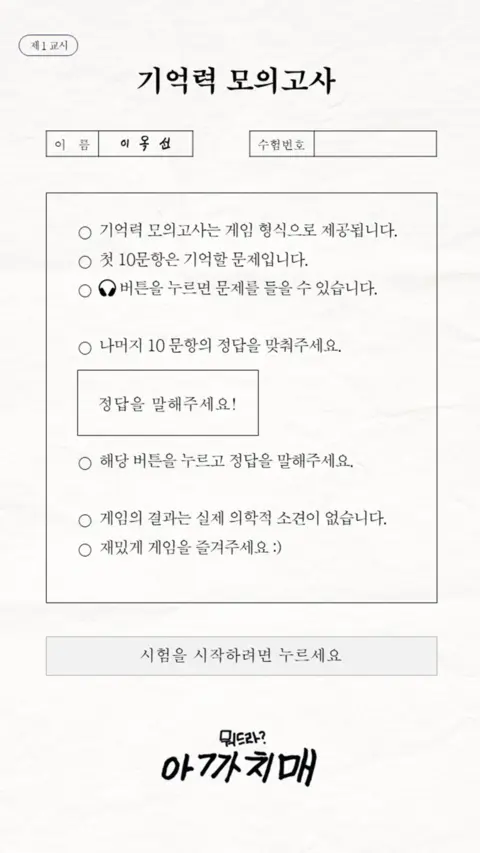 제1교시
기억력 모의고사
이 름 이옥선 수험번호
○ 기억력 모의고사는 게임 형식으로 제공됩니다.
○ 첫 10문항은 기억할 문제입니다.
○ 🎧 버튼을 누르면 문제를 들을 수 있습니다.
○ 나머지 10 문항의 정답을 맞춰주세요.
정답을 말해주세요!
○ 해당 버튼을 누르고 정답을 말해주세요.
○ 게임의 결과는 실제 의학적 소견이 없습니다.
○ 재밌게 게임을 즐겨주세요 :)
시험을 시작하려면 누르세요
뭐드라?
아까치매